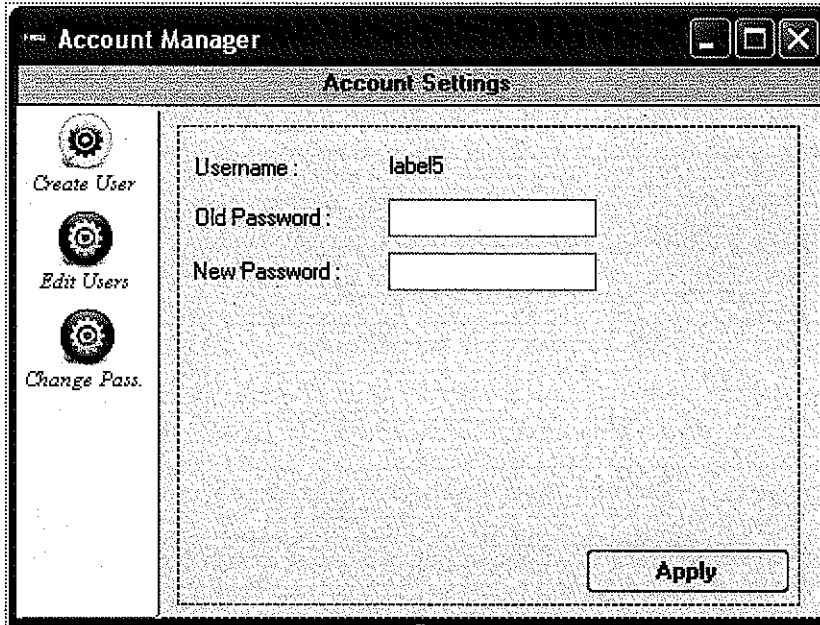 Account Manager
Account Settings
Create User
Edit Users
Change Pass.
Username :
label5
Old Password :
New Password :
Apply